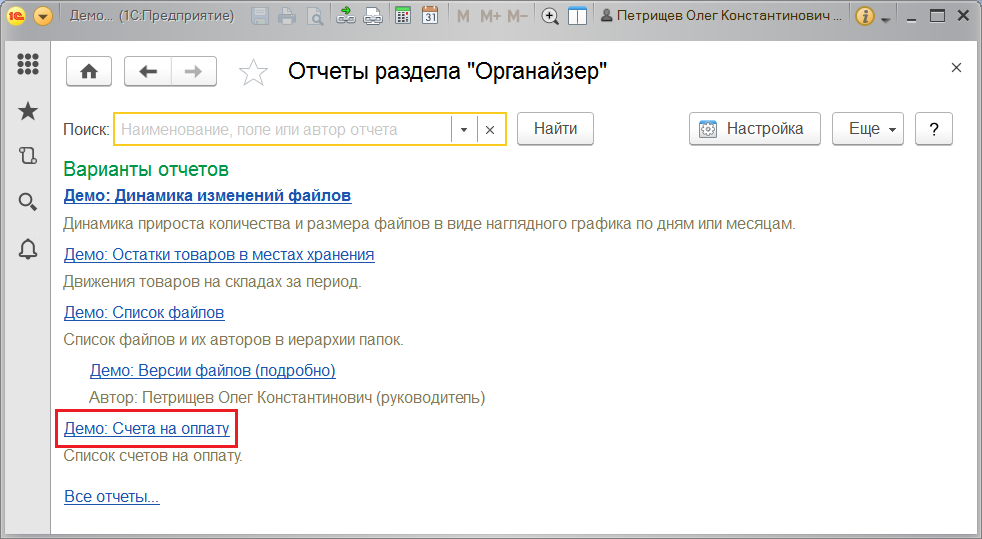 Демо... (1С:Предприятие) M M+ M- Петрищев Олег Константинович ...
Отчеты раздела "Органайзер"
Поиск: Наименование, поле или автор отчета Найти Настройка Еще ?
Варианты отчетов
Демо: Динамика изменений файлов
Динамика прироста количества и размера файлов в виде наглядного графика по дням или месяцам.
Демо: Остатки товаров в местах хранения
Движения товаров на складах за период.
Демо: Список файлов
Список файлов и их авторов в иерархии папок.
Демо: Версии файлов (подробно)
Автор: Петрищев Олег Константинович (руководитель)
Демо: Счета на оплату
Список счетов на оплату.
Все отчеты...